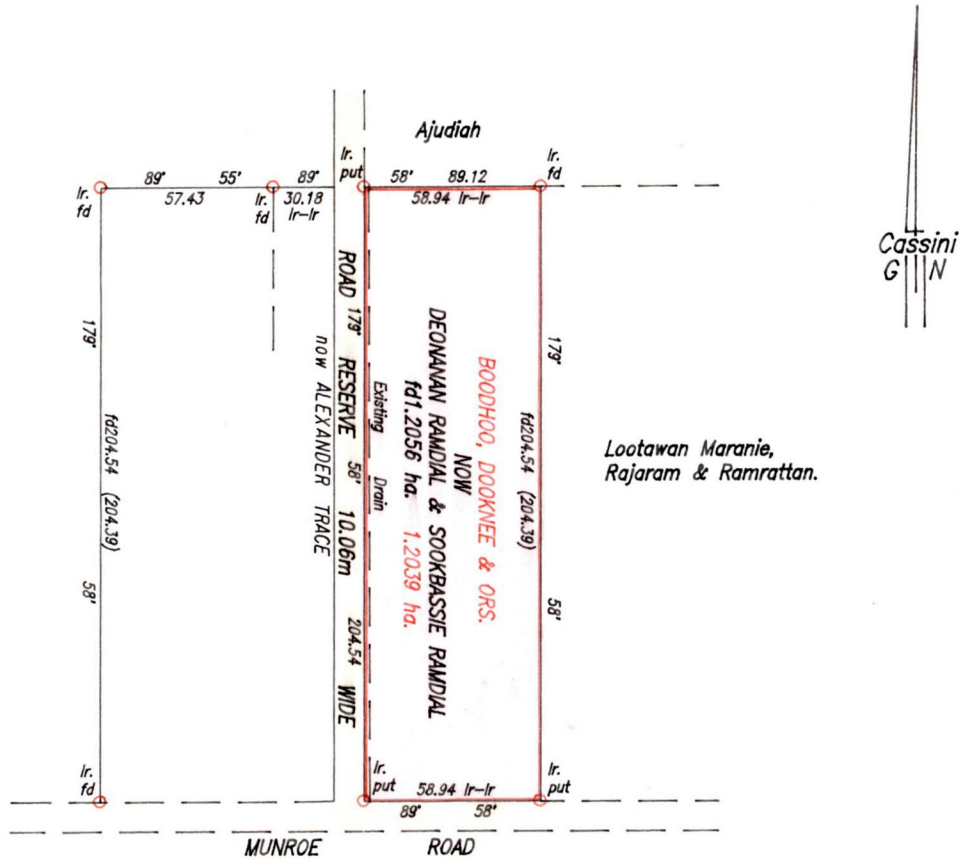 Ajudiah
Ir. put
Ir. fd
89° 55' 89°
58' 89.12
Ir. fd
57.43
Ir. fd
30.18
Ir-Ir
58.94 Ir-Ir
Cassini
G N
179°
fd204.54 (204.39)
58'
ROAD 179° RESERVE 58' 10.06m 204.54 WIDE
now ALEXANDER TRACE
Existing Drain
BOODHOO, DOOKNEE & ORS.
NOW
DEONANAN RAMDIAL & SOOKBASSIE RAMDIAL
fd1.2056 ha. 1.2039 ha.
179°
fd204.54 (204.39)
58'
Lootawan Maranie,
Rajaram & Ramrattan.
Ir. fd
Ir. put
58.94 Ir-Ir
Ir. put
89° 58'
MUNROE ROAD